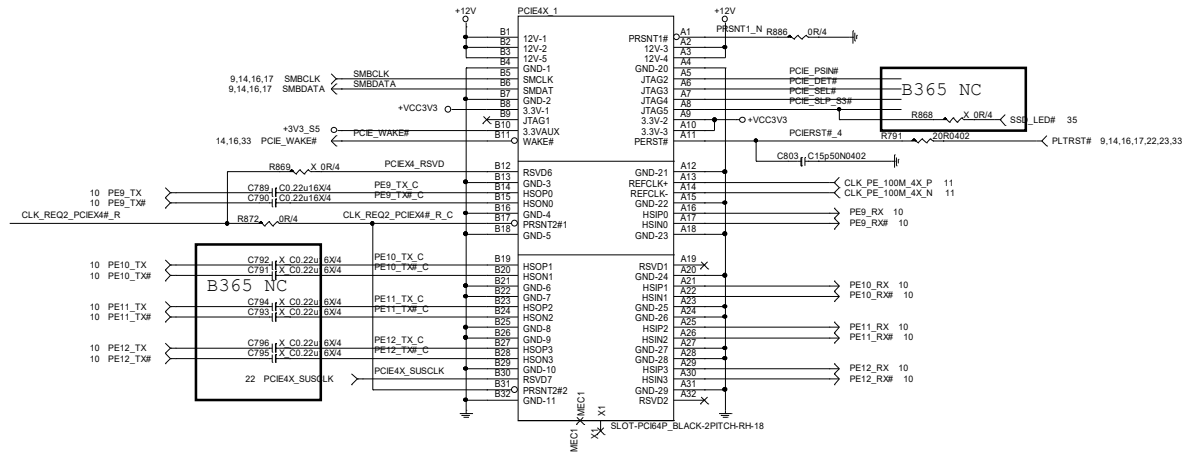 +12V PCIE4X_1 +12V
B1 12V-1 PRSNT1# A1 PRSNT1_N R886 0R/4
B2 12V-2 12V-3 A2
B3 12V-5 12V-4 A3
B4 GND-1 GND-20 A4
9,14,16,17 SMBCLK SMBCLK B5 SMCLK JTAG2 A5 PCIE_PSIN#
9,14,16,17 SMBDATA SMBDATA B6 SMDAT JTAG3 A6 PCIE_DET#
B7 GND-2 JTAG4 A7 PCIE_SEL#
B365 NC
+VCC3V3 B8 3.3V-1 JTAG5 A8 PCIE_SLP_S3#
B9 JTAG1 3.3V-2 A9 +VCC3V3 R868 X 0R/4 SSD_LED# 35
+3V3_S5 B10 3.3VAUX 3.3V-3 A10
14,16,33 PCIE_WAKE# PCIE_WAKE# B11 WAKE# PERST# A11 PCIERST#_4 R791 20R0402 PLTRST# 9,14,16,17,22,23,33
C803 C15p50N0402
R869 X 0R/4 PCIEX4_RSVD B12 RSVD6 GND-21 A12
B13 GND-3 REFCLK+ A13 CLK_PE_100M_4X_P 11
10 PE9_TX C789 C0.22u16X/4 PE9_TX_C B14 HSOP0 REFCLK- A14 CLK_PE_100M_4X_N 11
10 PE9_TX# C790 C0.22u16X/4 PE9_TX#_C B15 HSON0 GND-22 A15
B16 GND-4 HSIP0 A16 PE9_RX 10
CLK_REQ2_PCIEX4#_R R872 0R/4 CLK_REQ2_PCIEX4#_R_C B17 PRSNT2#1 HSIN0 A17 PE9_RX# 10
B18 GND-5 GND-23 A18
10 PE10_TX C792 X_C0.22u 6X/4 PE10_TX_C B19 HSOP1 RSVD1 A19
10 PE10_TX# C791 X_C0.22u 6X/4 PE10_TX#_C B20 HSON1 GND-24 A20
B365 NC
B21 GND-6 HSIP1 A21 PE10_RX 10
B22 GND-7 HSIN1 A22 PE10_RX# 10
10 PE11_TX C794 X_C0.22u 6X/4 PE11_TX_C B23 HSOP2 GND-25 A23
10 PE11_TX# C793 X_C0.22u 6X/4 PE11_TX#_C B24 HSON2 GND-26 A24
B25 GND-8 HSIP2 A25 PE11_RX 10
B26 GND-9 HSIN2 A26 PE11_RX# 10
10 PE12_TX C796 X_C0.22u 6X/4 PE12_TX_C B27 HSOP3 GND-27 A27
10 PE12_TX# C795 X_C0.22u 6X/4 PE12_TX#_C B28 HSON3 GND-28 A28
B29 GND-10 HSIP3 A29 PE12_RX 10
22 PCIE4X_SUSCLK B30 RSVD7 HSIN3 A30 PE12_RX# 10
B31 PRSNT2#2 GND-29 A31
B32 GND-11 RSVD2 A32
MEC1 X1
MEC1 X1 SLOT-PCI64P_BLACK-2PITCH-RH-18